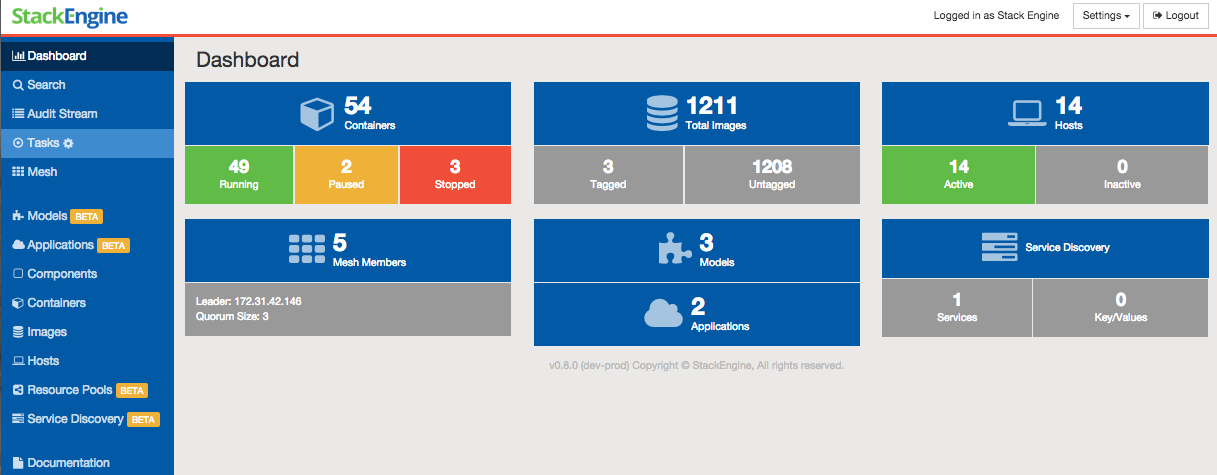 StackEngine
Logged in as Stack Engine
Settings
Logout
Dashboard
Search
Audit Stream
Tasks
Mesh
Models BETA
Applications BETA
Components
Containers
Images
Hosts
Resource Pools BETA
Service Discovery BETA
Documentation
Dashboard
54
Containers
49
Running
2
Paused
3
Stopped
1211
Total Images
3
Tagged
1208
Untagged
14
Hosts
14
Active
0
Inactive
5
Mesh Members
Leader: 172.31.42.146
Quorum Size: 3
3
Models
2
Applications
Service Discovery
1
Services
0
Key/Values
v0.8.0 (dev-prod) Copyright © StackEngine, All rights reserved.